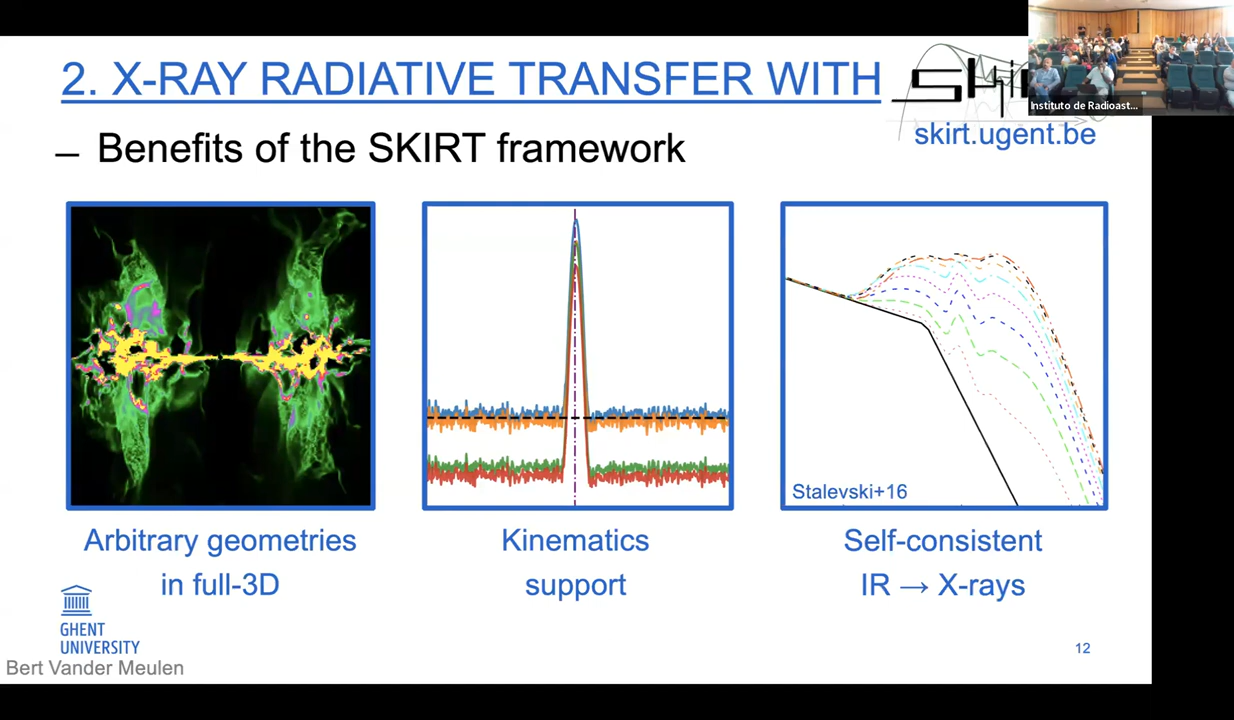 2. X-RAY RADIATIVE TRANSFER WITH
Instituto de Radioast...
skirt.ugent.be
– Benefits of the SKIRT framework
Stalevski+16
Arbitrary geometries
in full-3D
Kinematics
support
Self-consistent
IR → X-rays
GHENT
UNIVERSITY
12
Bert Vander Meulen